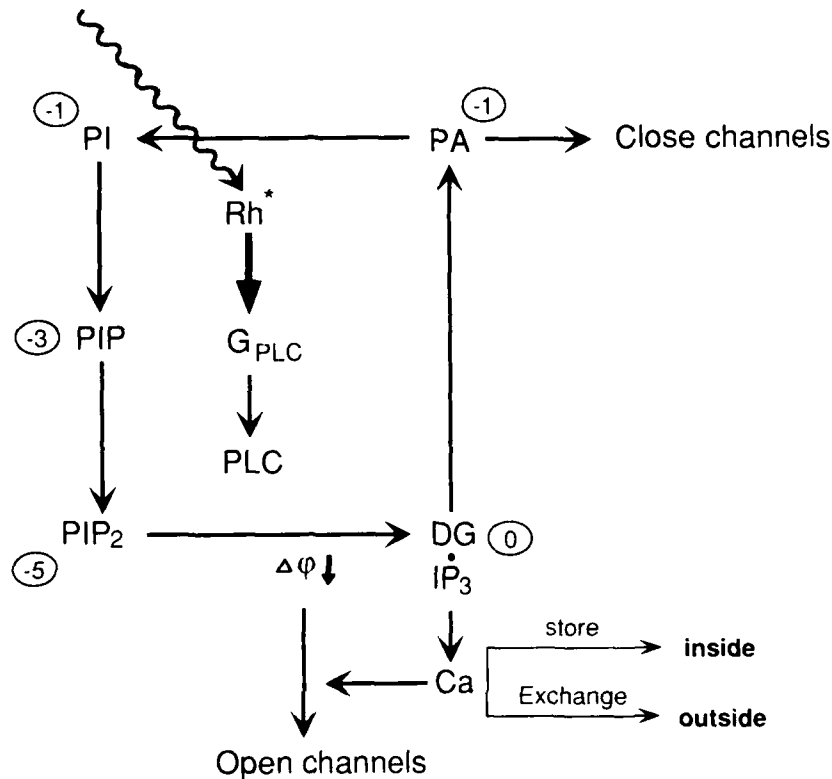 -1
-1
PI
PA
Close channels
Rh*
-3
PIP
G_PLC
PLC
PIP₂
DG
0
-5
Δφ
IP₃
store
inside
Ca
Exchange
outside
Open channels